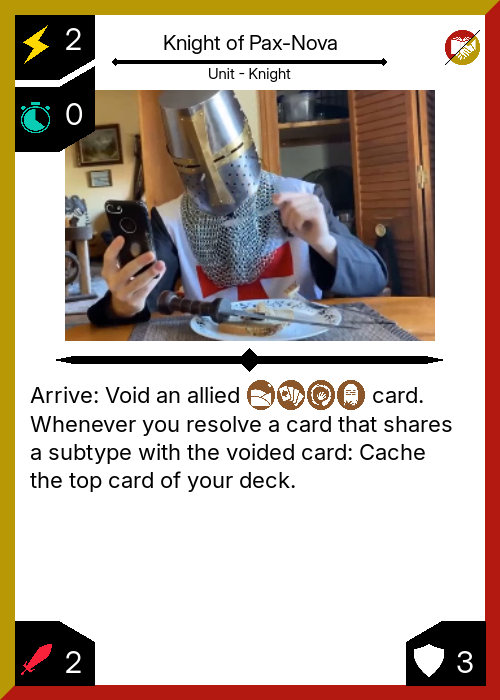 2
Knight of Pax-Nova
Unit - Knight
0
Arrive: Void an allied card.
Whenever you resolve a card that shares
a subtype with the voided card: Cache
the top card of your deck.
2
3